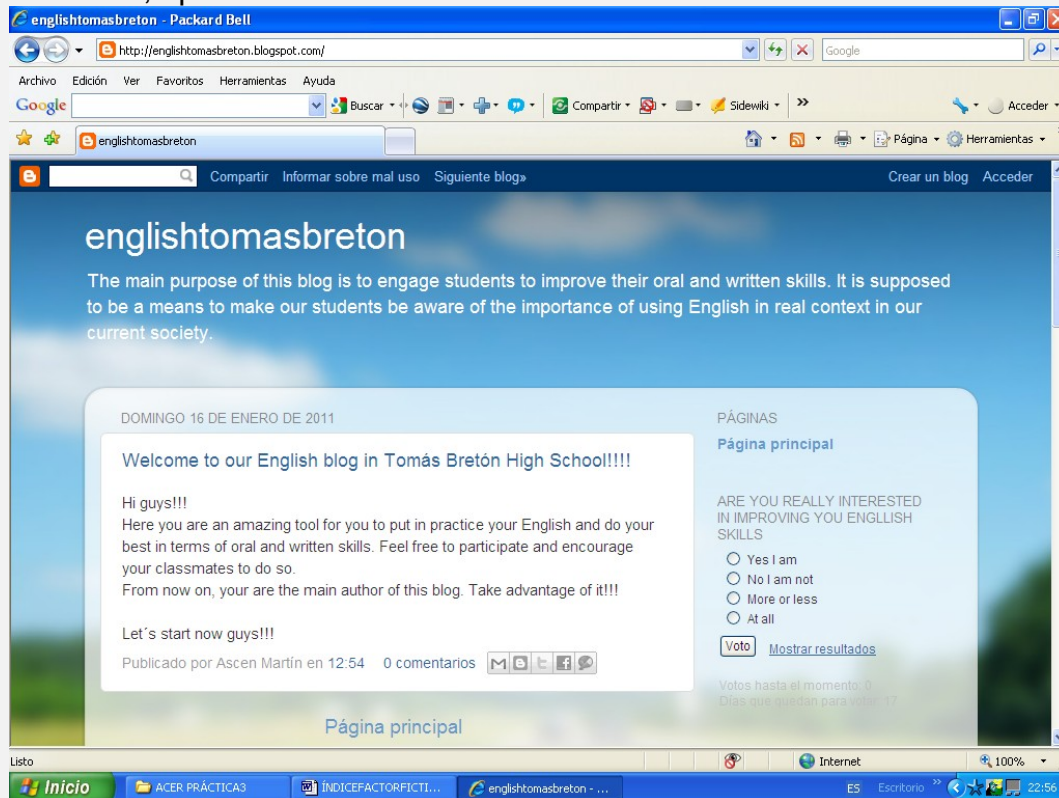 englishtomasbreton - Packard Bell
http://englishtomasbreton.blogspot.com/
Google
Archivo Edición Ver Favoritos Herramientas Ayuda
Google Buscar Compartir Sidewiki » Acceder
englishtomasbreton Página Herramientas
Compartir Informar sobre mal uso Siguiente blog» Crear un blog Acceder
englishtomasbreton
The main purpose of this blog is to engage students to improve their oral and written skills. It is supposed
to be a means to make our students be aware of the importance of using English in real context in our
current society.
DOMINGO 16 DE ENERO DE 2011
Welcome to our English blog in Tomás Bretón High School!!!!
Hi guys!!!
Here you are an amazing tool for you to put in practice your English and do your
best in terms of oral and written skills. Feel free to participate and encourage
your classmates to do so.
From now on, your are the main author of this blog. Take advantage of it!!!
Let´s start now guys!!!
Publicado por Ascen Martín en 12:54 0 comentarios
Página principal
PÁGINAS
Página principal
ARE YOU REALLY INTERESTED
IN IMPROVING YOU ENGLLISH
SKILLS
Yes I am
No I am not
More or less
At all
Voto Mostrar resultados
Votos hasta el momento: 0
Días que quedan para votar: 17
Listo Internet 100%
Inicio ACER PRÁCTICA3 ÍNDICEFACTORFICTI... englishtomasbreton - ... ES Escritorio » 22:56